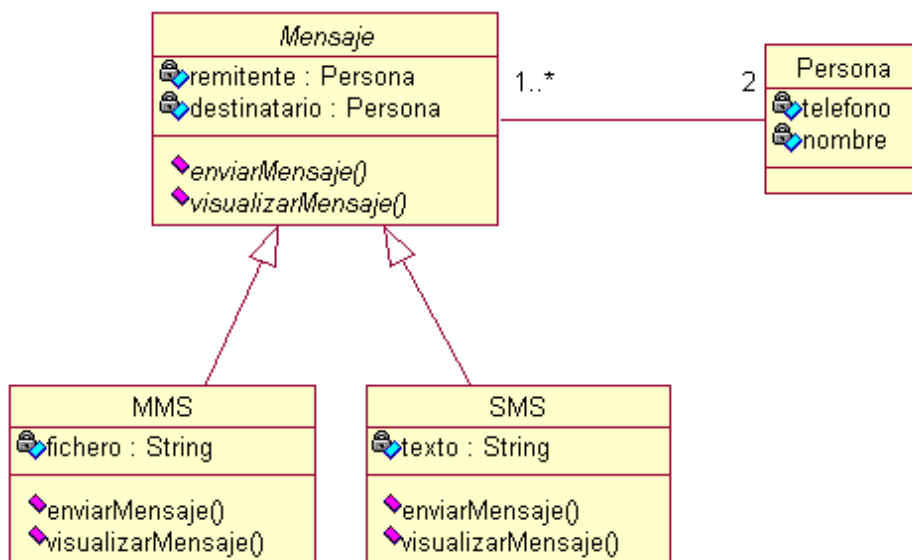 Mensaje
remitente : Persona
destinatario : Persona
enviarMensaje()
visualizarMensaje()
1..*
2
Persona
telefono
nombre
MMS
fichero : String
enviarMensaje()
visualizarMensaje()
SMS
texto : String
enviarMensaje()
visualizarMensaje()